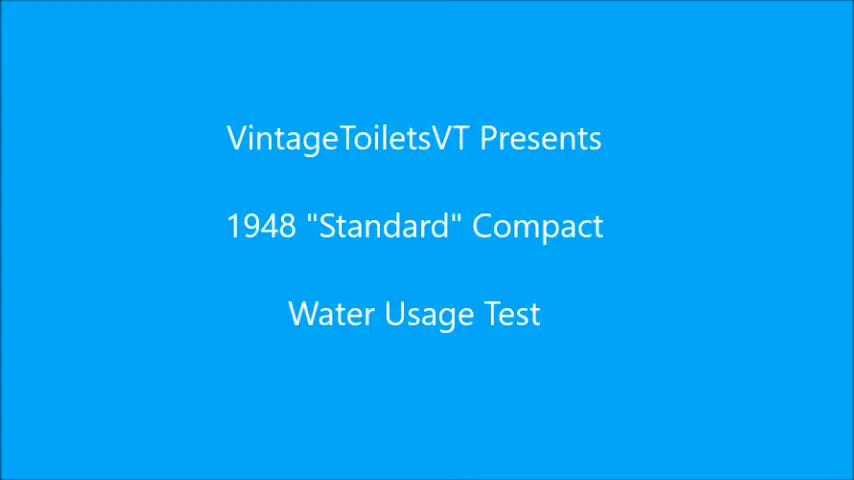 VintageToiletsVT Presents
1948 "Standard" Compact
Water Usage Test